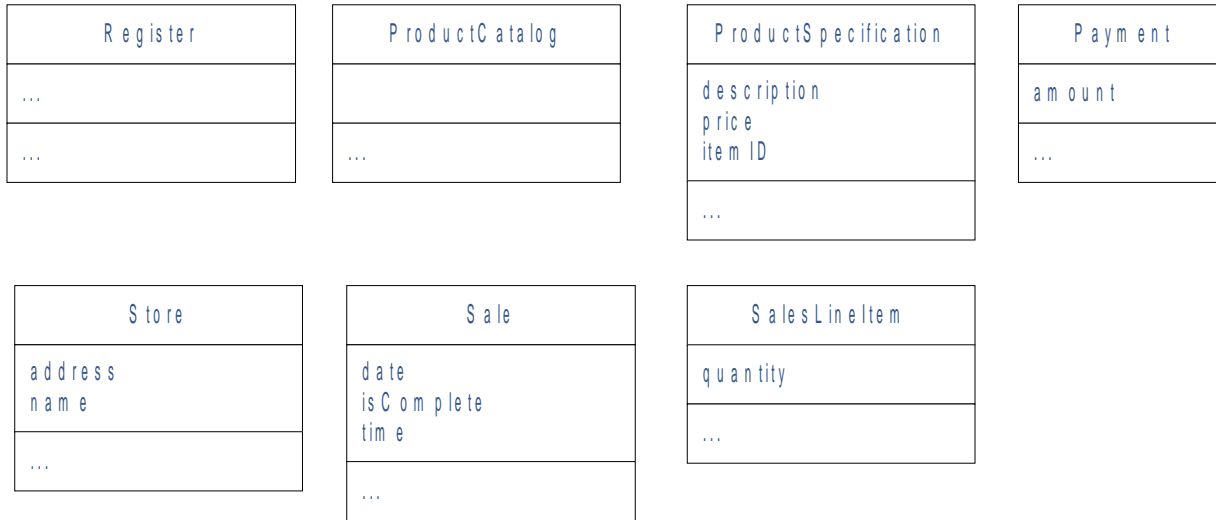 Register
...
...
ProductCatalog
...
ProductSpecification
description
price
itemID
...
Payment
amount
...
Store
address
name
...
Sale
date
isComplete
time
...
SalesLineItem
quantity
...